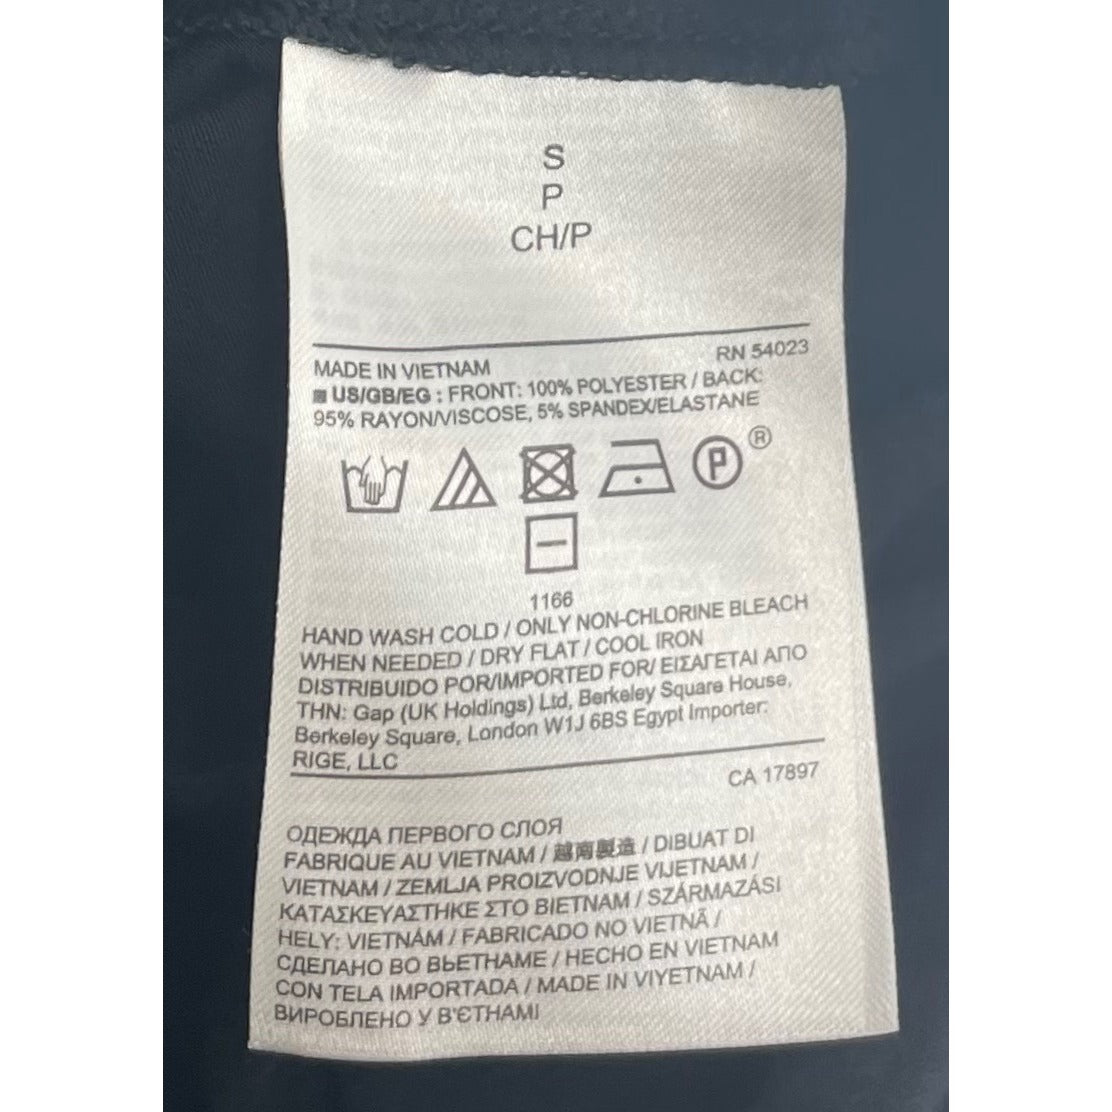 S
P
CH/P
RN 54023
MADE IN VIETNAM
US/GB/EG : FRONT: 100% POLYESTER / BACK:
95% RAYON/VISCOSE, 5% SPANDEX/ELASTANE
P ®
1166
HAND WASH COLD / ONLY NON-CHLORINE BLEACH
WHEN NEEDED / DRY FLAT / COOL IRON
DISTRIBUIDO POR/IMPORTED FOR/ ΕΙΣΑΓΕΤΑΙ ΑΠΟ
THN: Gap (UK Holdings) Ltd, Berkeley Square House,
Berkeley Square, London W1J 6BS Egypt Importer:
RIGE, LLC
CA 17897
ОДЕЖДА ПЕРВОГО СЛОЯ
FABRIQUE AU VIETNAM / 越南製造 / DIBUAT DI
VIETNAM / ZEMLJA PROIZVODNJE VIJETNAM /
ΚΑΤΑΣΚΕΥΑΣΤΗΚΕ ΣΤΟ ΒΙΕΤΝΑΜ / SZÁRMAZÁSI
HELY: VIETNÁM / FABRICADO NO VIETNÃ /
СДЕЛАНО ВО ВЬЕТНАМЕ / HECHO EN VIETNAM
CON TELA IMPORTADA / MADE IN VIYETNAM /
ВИРОБЛЕНО У В'ЄТНАМІ